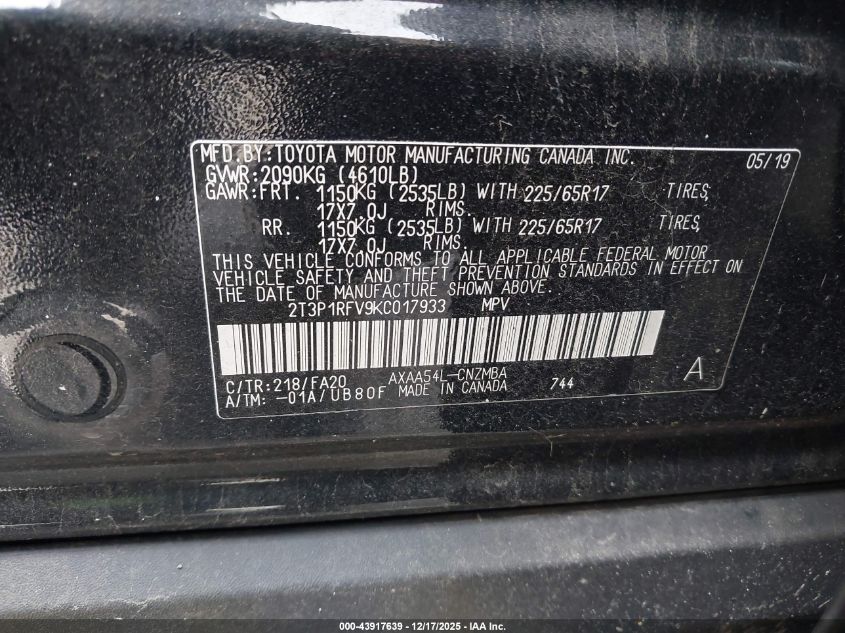 MFD.BY:TOYOTA MOTOR MANUFACTURING CANADA INC. 05/19
GVWR:2090KG (4610LB)
GAWR:FRT. 1150KG (2535LB) WITH 225/65R17 TIRES,
17X7.0J RIMS.
RR. 1150KG (2535LB) WITH 225/65R17 TIRES,
17X7.0J RIMS.
THIS VEHICLE CONFORMS TO ALL APPLICABLE FEDERAL MOTOR
VEHICLE SAFETY AND THEFT PREVENTION STANDARDS IN EFFECT ON
THE DATE OF MANUFACTURE SHOWN ABOVE.
2T3P1RFV9KC017933 MPV
C/TR:218/FA20 AXAA54L-CNZMBA 744 A
A/TM: -01A/UB80F MADE IN CANADA
000-43917639 - 12/17/2025 - IAA Inc.